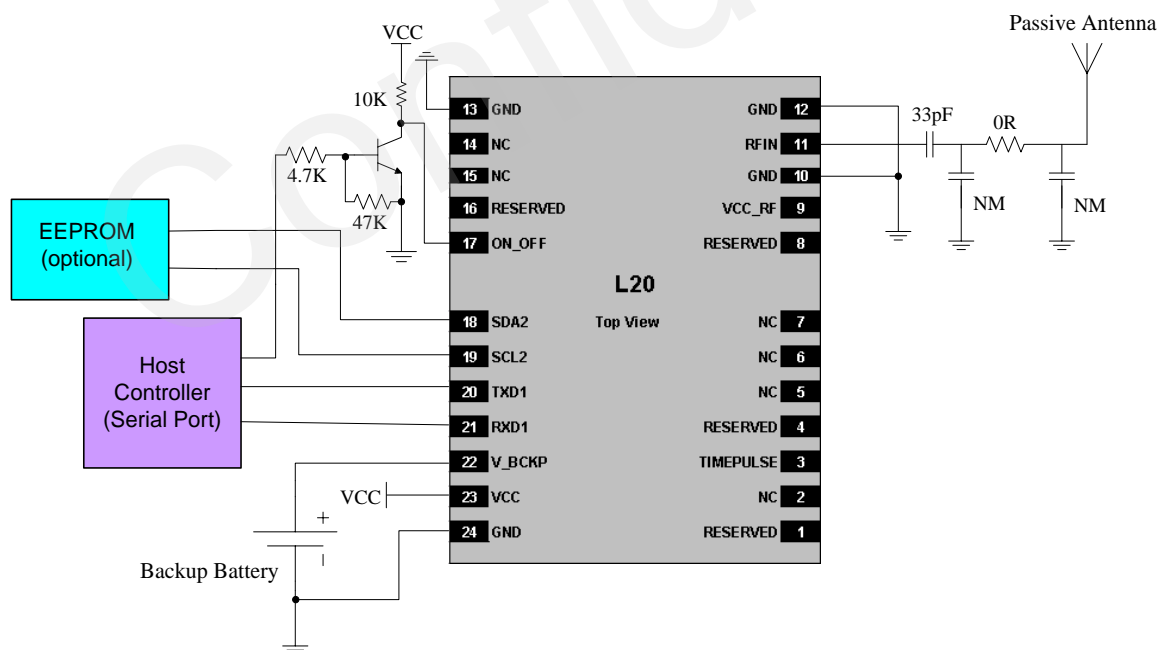 Confid
Passive Antenna
VCC
10K
4.7K
47K
33pF
0R
NM
NM
EEPROM
(optional)
Host
Controller
(Serial Port)
VCC
+
Backup Battery
L20
Top View
13 GND
14 NC
15 NC
16 RESERVED
17 ON_OFF
18 SDA2
19 SCL2
20 TXD1
21 RXD1
22 V_BCKP
23 VCC
24 GND
GND 12
RFIN 11
GND 10
VCC_RF 9
RESERVED 8
NC 7
NC 6
NC 5
RESERVED 4
TIMEPULSE 3
NC 2
RESERVED 1